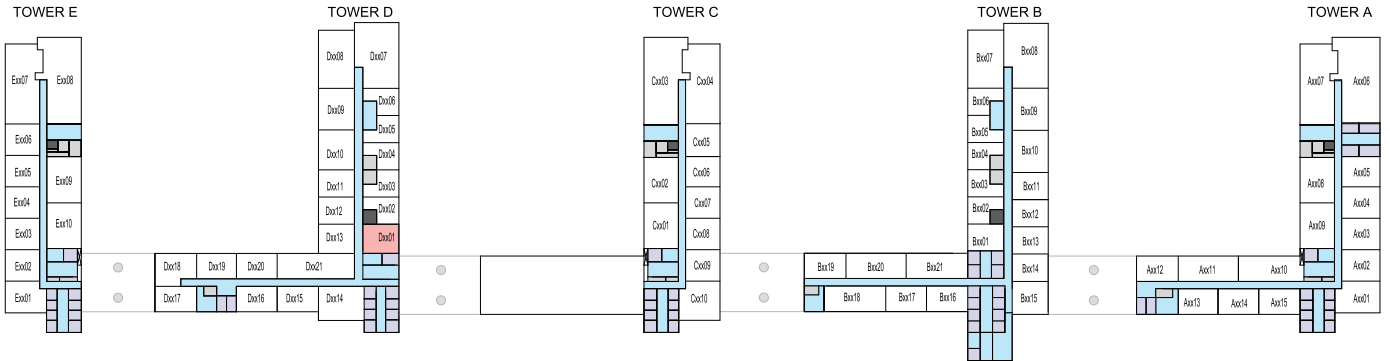 TOWER E
TOWER D
TOWER C
TOWER B
TOWER A
Exx07
Exx08
Exx06
Exx05
Exx09
Exx04
Exx03
Exx10
Exx02
Exx01
Dxx08
Dxx07
Dxx09
Dxx06
Dxx05
Dxx10
Dxx04
Dxx11
Dxx03
Dxx12
Dxx02
Dxx13
Dxx01
Dxx18
Dxx19
Dxx20
Dxx21
Dxx17
Dxx16
Dxx15
Dxx14
Cxx03
Cxx04
Cxx05
Cxx02
Cxx06
Cxx07
Cxx01
Cxx08
Cxx09
Cxx10
Bxx07
Bxx08
Bxx06
Bxx09
Bxx05
Bxx04
Bxx10
Bxx03
Bxx11
Bxx02
Bxx12
Bxx01
Bxx13
Bxx19
Bxx20
Bxx21
Bxx14
Bxx18
Bxx17
Bxx16
Bxx15
Axx07
Axx06
Axx08
Axx05
Axx04
Axx09
Axx03
Axx12
Axx11
Axx10
Axx02
Axx13
Axx14
Axx15
Axx01